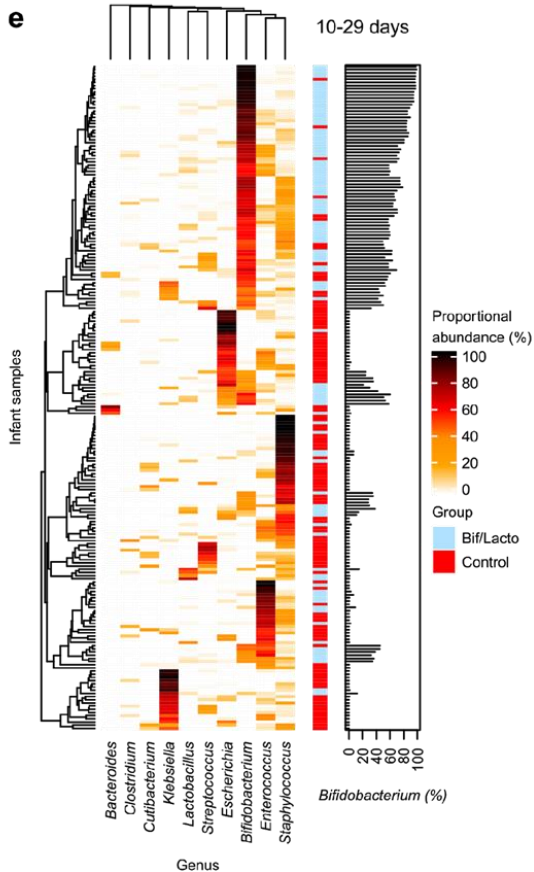 e
10-29 days
Infant samples
Proportional
abundance (%)
100
80
60
40
20
0
Group
Bif/Lacto
Control
0
20
40
60
80
100
Bacteroides
Clostridium
Cutibacterium
Klebsiella
Lactobacillus
Streptococcus
Escherichia
Bifidobacterium
Enterococcus
Staphylococcus
Bifidobacterium (%)
Genus